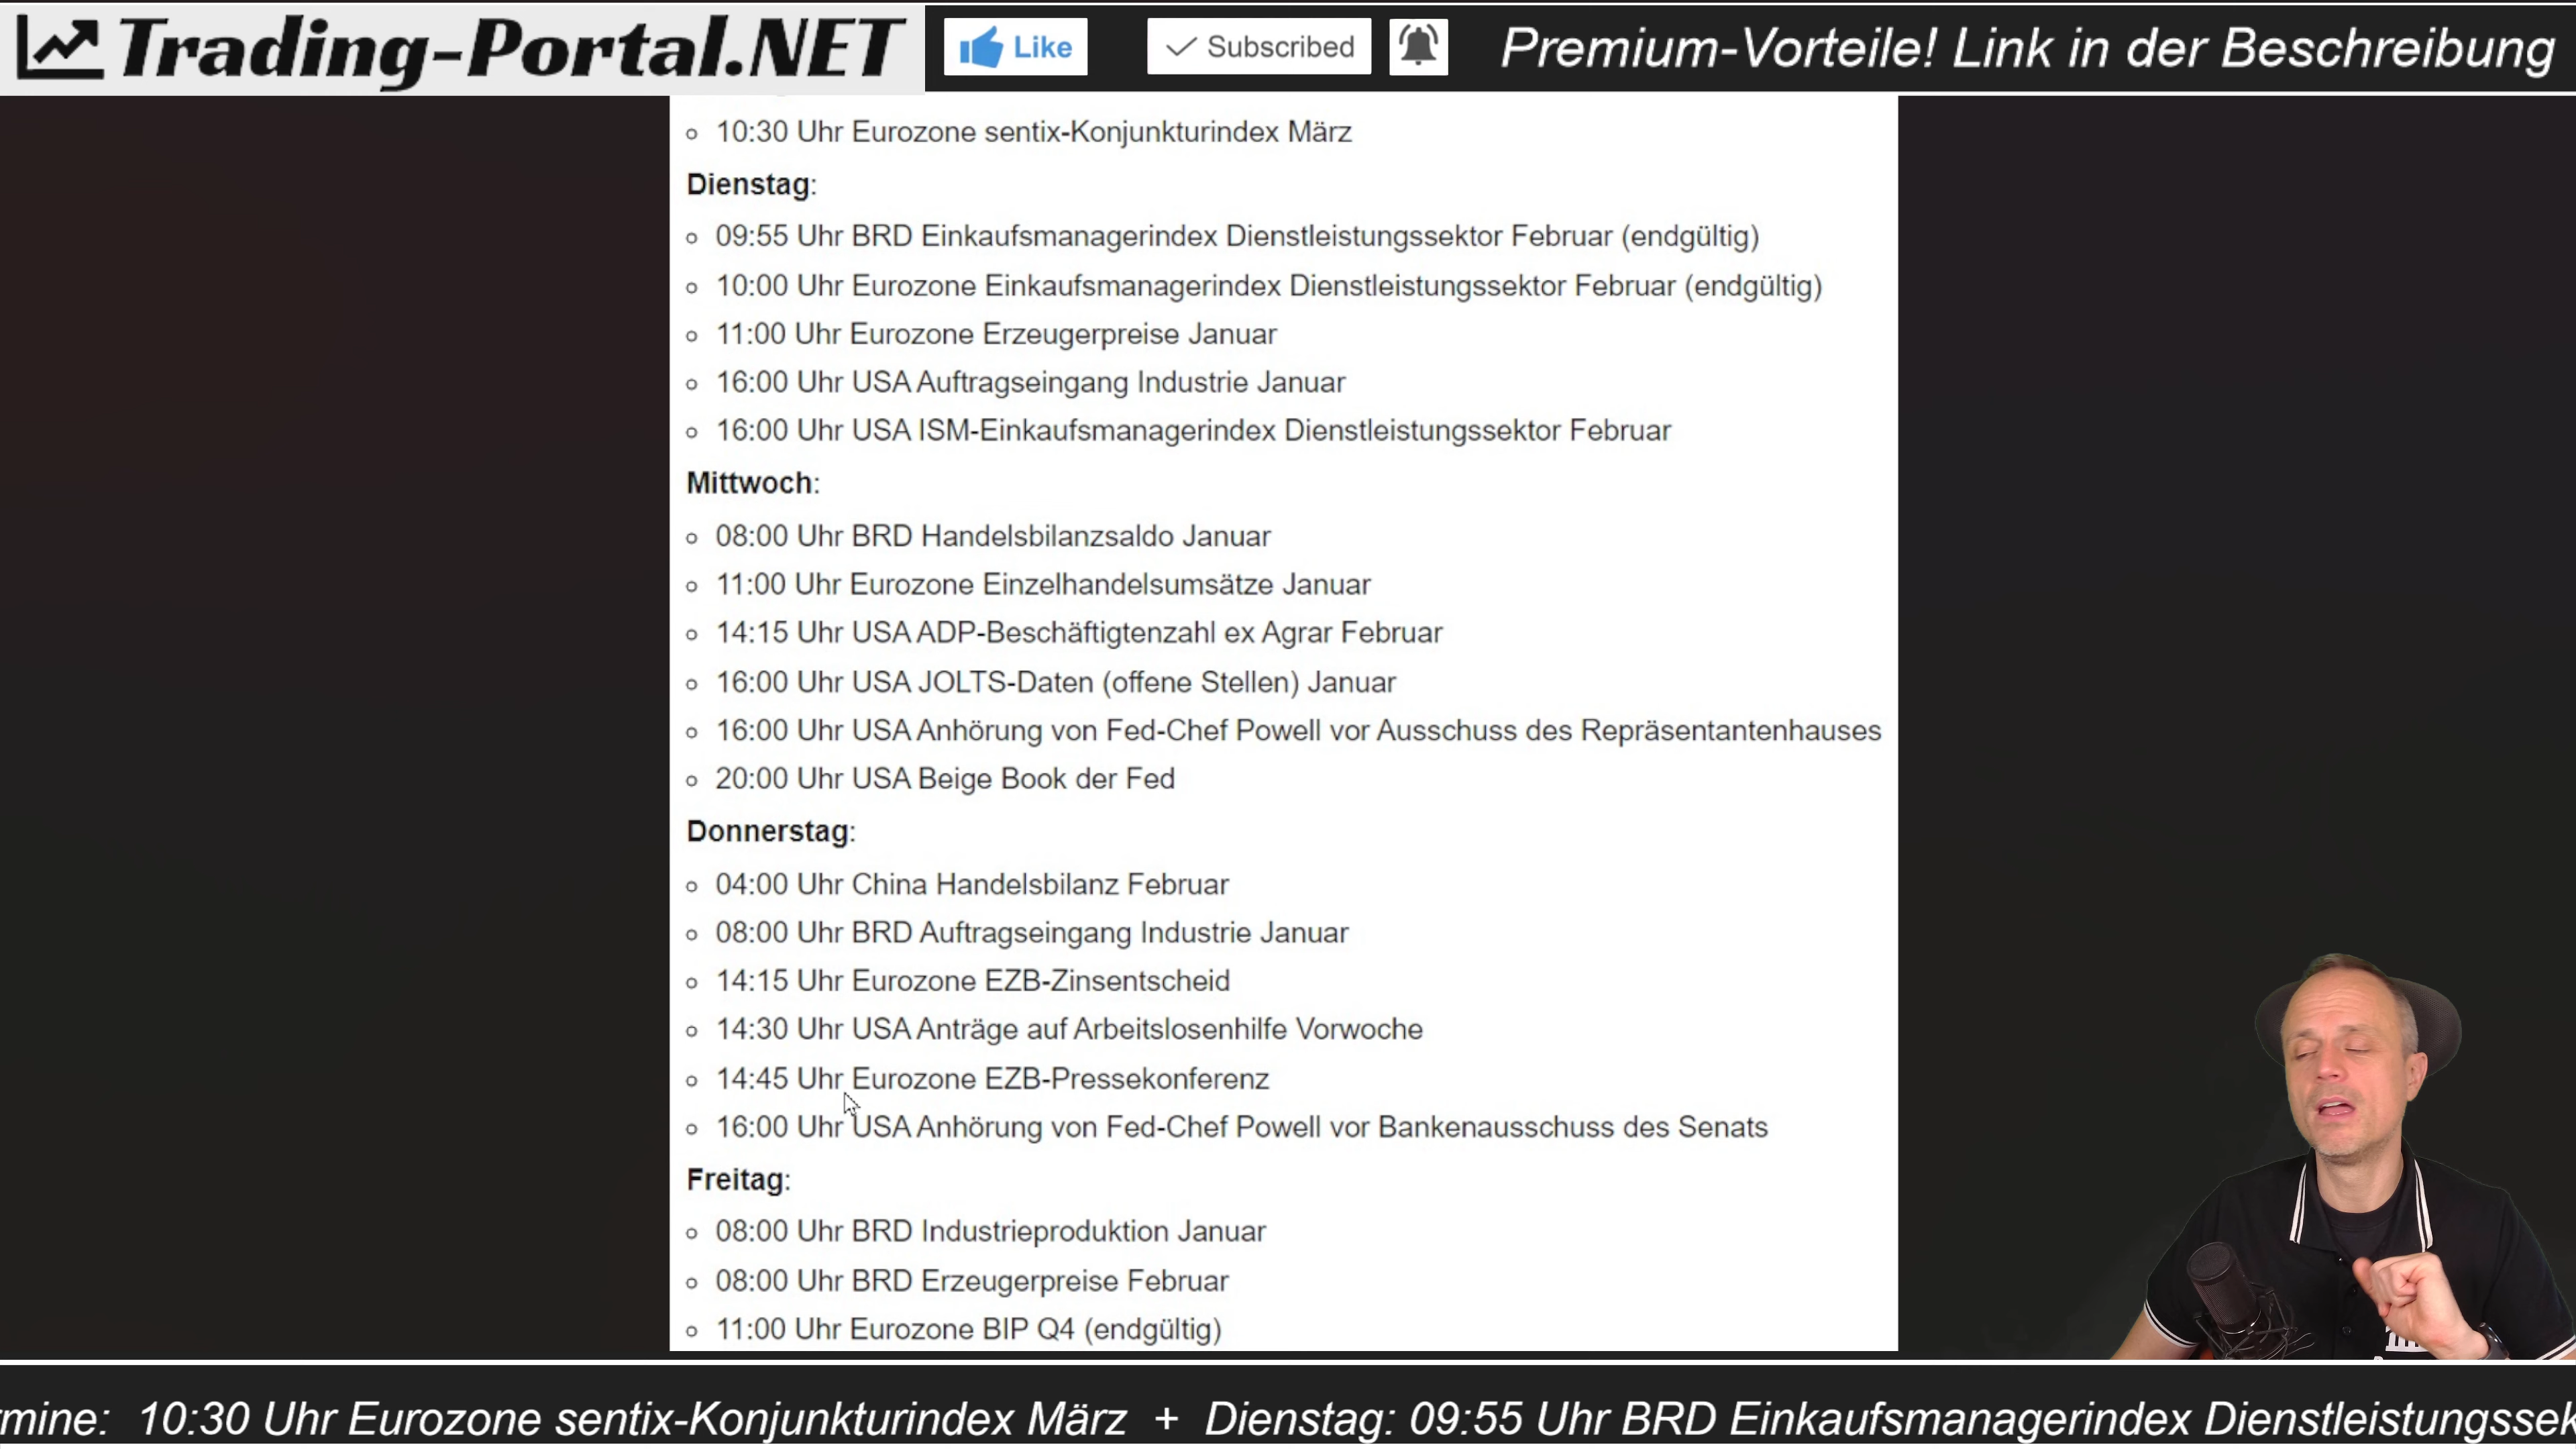 Trading-Portal.NET
Like
Subscribed
Premium-Vorteile! Link in der Beschreibung
10:30 Uhr Eurozone sentix-Konjunkturindex März
Dienstag:
09:55 Uhr BRD Einkaufsmanagerindex Dienstleistungssektor Februar (endgültig)
10:00 Uhr Eurozone Einkaufsmanagerindex Dienstleistungssektor Februar (endgültig)
11:00 Uhr Eurozone Erzeugerpreise Januar
16:00 Uhr USA Auftragseingang Industrie Januar
16:00 Uhr USA ISM-Einkaufsmanagerindex Dienstleistungssektor Februar
Mittwoch:
08:00 Uhr BRD Handelsbilanzsaldo Januar
11:00 Uhr Eurozone Einzelhandelsumsätze Januar
14:15 Uhr USA ADP-Beschäftigtenzahl ex Agrar Februar
16:00 Uhr USA JOLTS-Daten (offene Stellen) Januar
16:00 Uhr USA Anhörung von Fed-Chef Powell vor Ausschuss des Repräsentantenhauses
20:00 Uhr USA Beige Book der Fed
Donnerstag:
04:00 Uhr China Handelsbilanz Februar
08:00 Uhr BRD Auftragseingang Industrie Januar
14:15 Uhr Eurozone EZB-Zinsentscheid
14:30 Uhr USA Anträge auf Arbeitslosenhilfe Vorwoche
14:45 Uhr Eurozone EZB-Pressekonferenz
16:00 Uhr USA Anhörung von Fed-Chef Powell vor Bankenausschuss des Senats
Freitag:
08:00 Uhr BRD Industrieproduktion Januar
08:00 Uhr BRD Erzeugerpreise Februar
11:00 Uhr Eurozone BIP Q4 (endgültig)
rmine: 10:30 Uhr Eurozone sentix-Konjunkturindex März + Dienstag: 09:55 Uhr BRD Einkaufsmanagerindex Dienstleistungssek